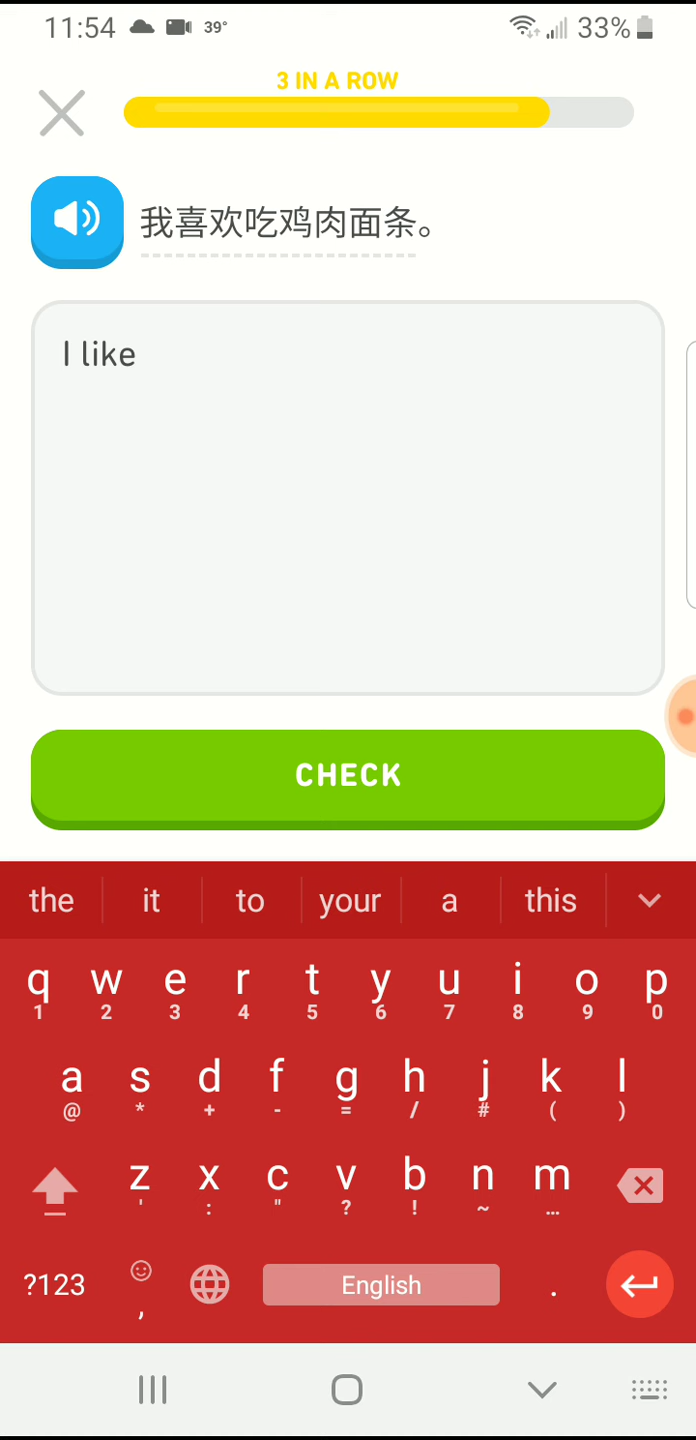 11:54 39° 33%
3 IN A ROW
我喜欢吃鸡肉面条。
I like
CHECK
the it to your a this
q w e r t y u i o p
1 2 3 4 5 6 7 8 9 0
a s d f g h j k l
@ * + - = / # ( )
z x c v b n m
' : " ? ! ~ …
?123 , English .